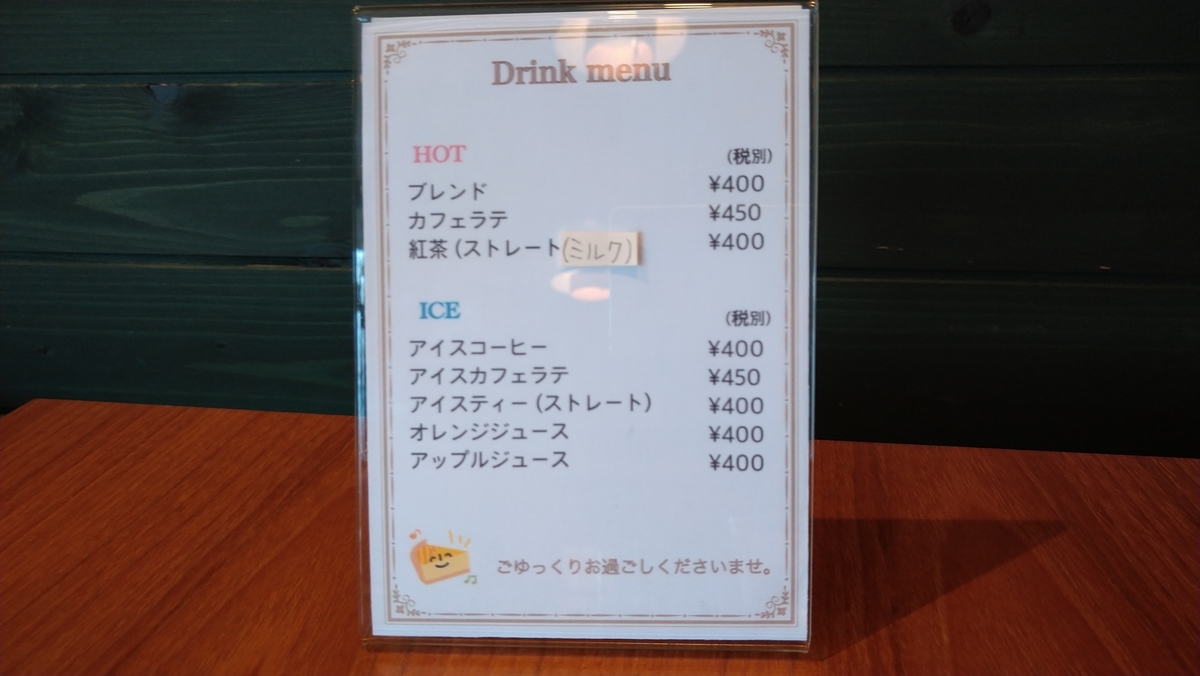 Drink menu
HOT (税別)
ブレンド ¥400
カフェラテ ¥450
紅茶 (ストレート(ミルク) ¥400
ICE (税別)
アイスコーヒー ¥400
アイスカフェラテ ¥450
アイスティー (ストレート) ¥400
オレンジジュース ¥400
アップルジュース ¥400
ごゆっくりお過ごしくださいませ。